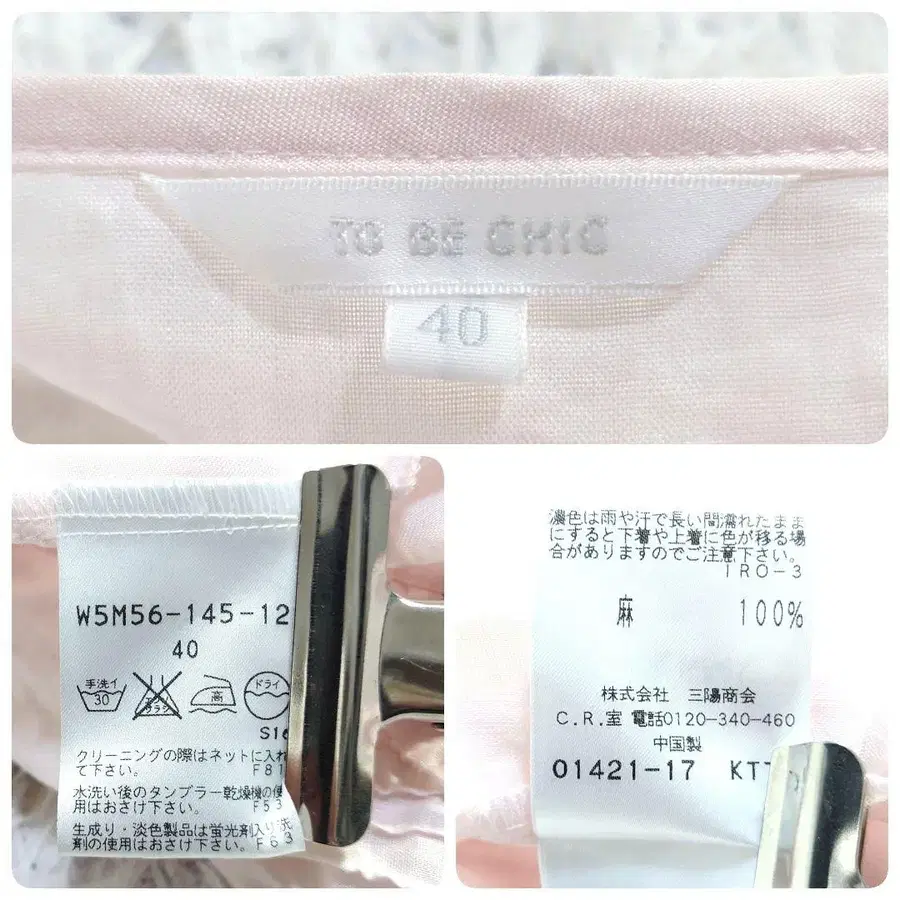 TO BE CHIC
40
W5M56-145-12
40
手洗イ
30
高
ドライ
S16
クリーニングの際はネットに入れ
て下さい。 F81
水洗い後のタンブラー乾燥機の使
用はおさけ下さい。 F53
生成り・淡色製品は蛍光剤入り洗
剤の使用はおさけ下さい。F63
濃色は雨や汗で長い間濡れたまま
にすると下着や上着に色が移る場
合がありますのでご注意下さい。
IRO-3
麻 100%
株式会社 三陽商会
C.R.室 電話0120-340-460
中国製
01421-17 KTT